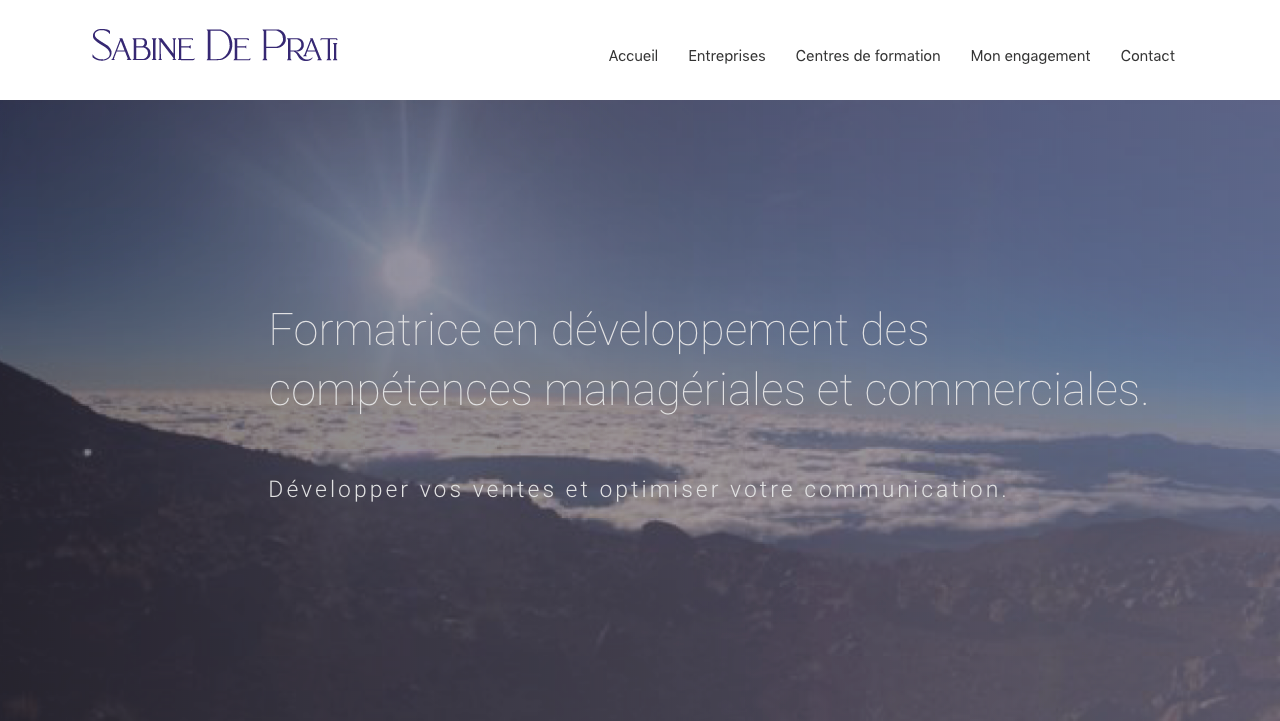 Sabine De Prati
Accueil Entreprises Centres de formation Mon engagement Contact
Formatrice en développement des
compétences managériales et commerciales.
Développer vos ventes et optimiser votre communication.